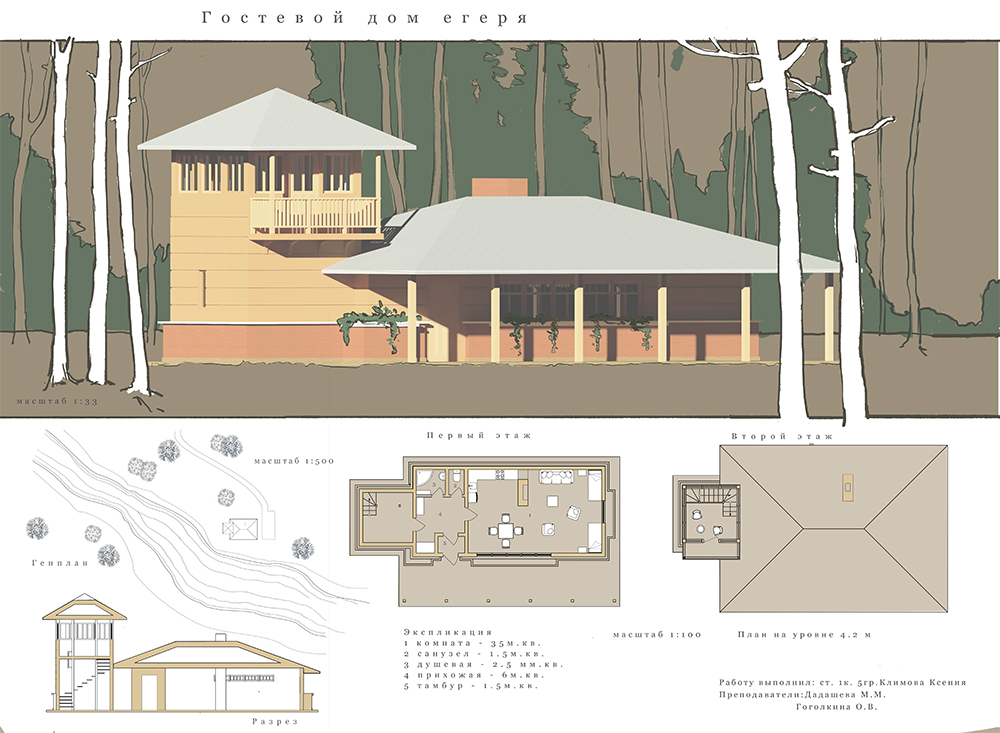 Гостевой дом егеря
масштаб 1:33
Первый этаж
Второй этаж
масштаб 1:500
Генплан
Экспликация
1 комната - 35м.кв.
2 санузел - 1.5м.кв.
3 душевая - 2.5 мм.кв.
4 прихожая - 6м.кв.
5 тамбур - 1.5м.кв.
масштаб 1:100
План на уровне 4.2 м
Разрез
Работу выполнил: ст. 1к. 5гр.Климова Ксения
Преподаватели:Дадашева М.М.
Гоголкина О.В.